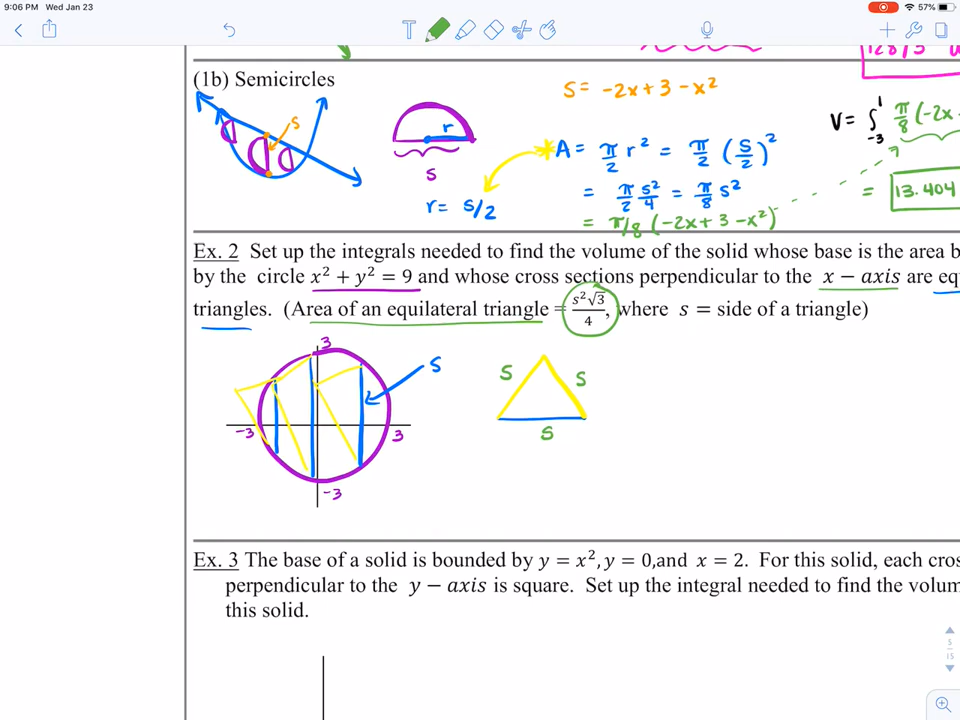 9:06 PM Wed Jan 23
57%
128/3
(1b) Semicircles
S = -2x + 3 - x²
S
r
S
r = S/2
A = π/2 r² = π/2 (S/2)²
= π/2 S²/4 = π/8 S²
= π/8 (-2x + 3 - x²)
V = ∫₋₃¹ π/8 (-2x
= 13.404
Ex. 2 Set up the integrals needed to find the volume of the solid whose base is the area b
by the circle x² + y² = 9 and whose cross sections perpendicular to the x − axis are equ
triangles. (Area of an equilateral triangle = s²√3/4, where s = side of a triangle)
3
S
-3
3
-3
S
S
S
Ex. 3 The base of a solid is bounded by y = x², y = 0,and x = 2. For this solid, each cros
perpendicular to the y − axis is square. Set up the integral needed to find the volum
this solid.
5
15